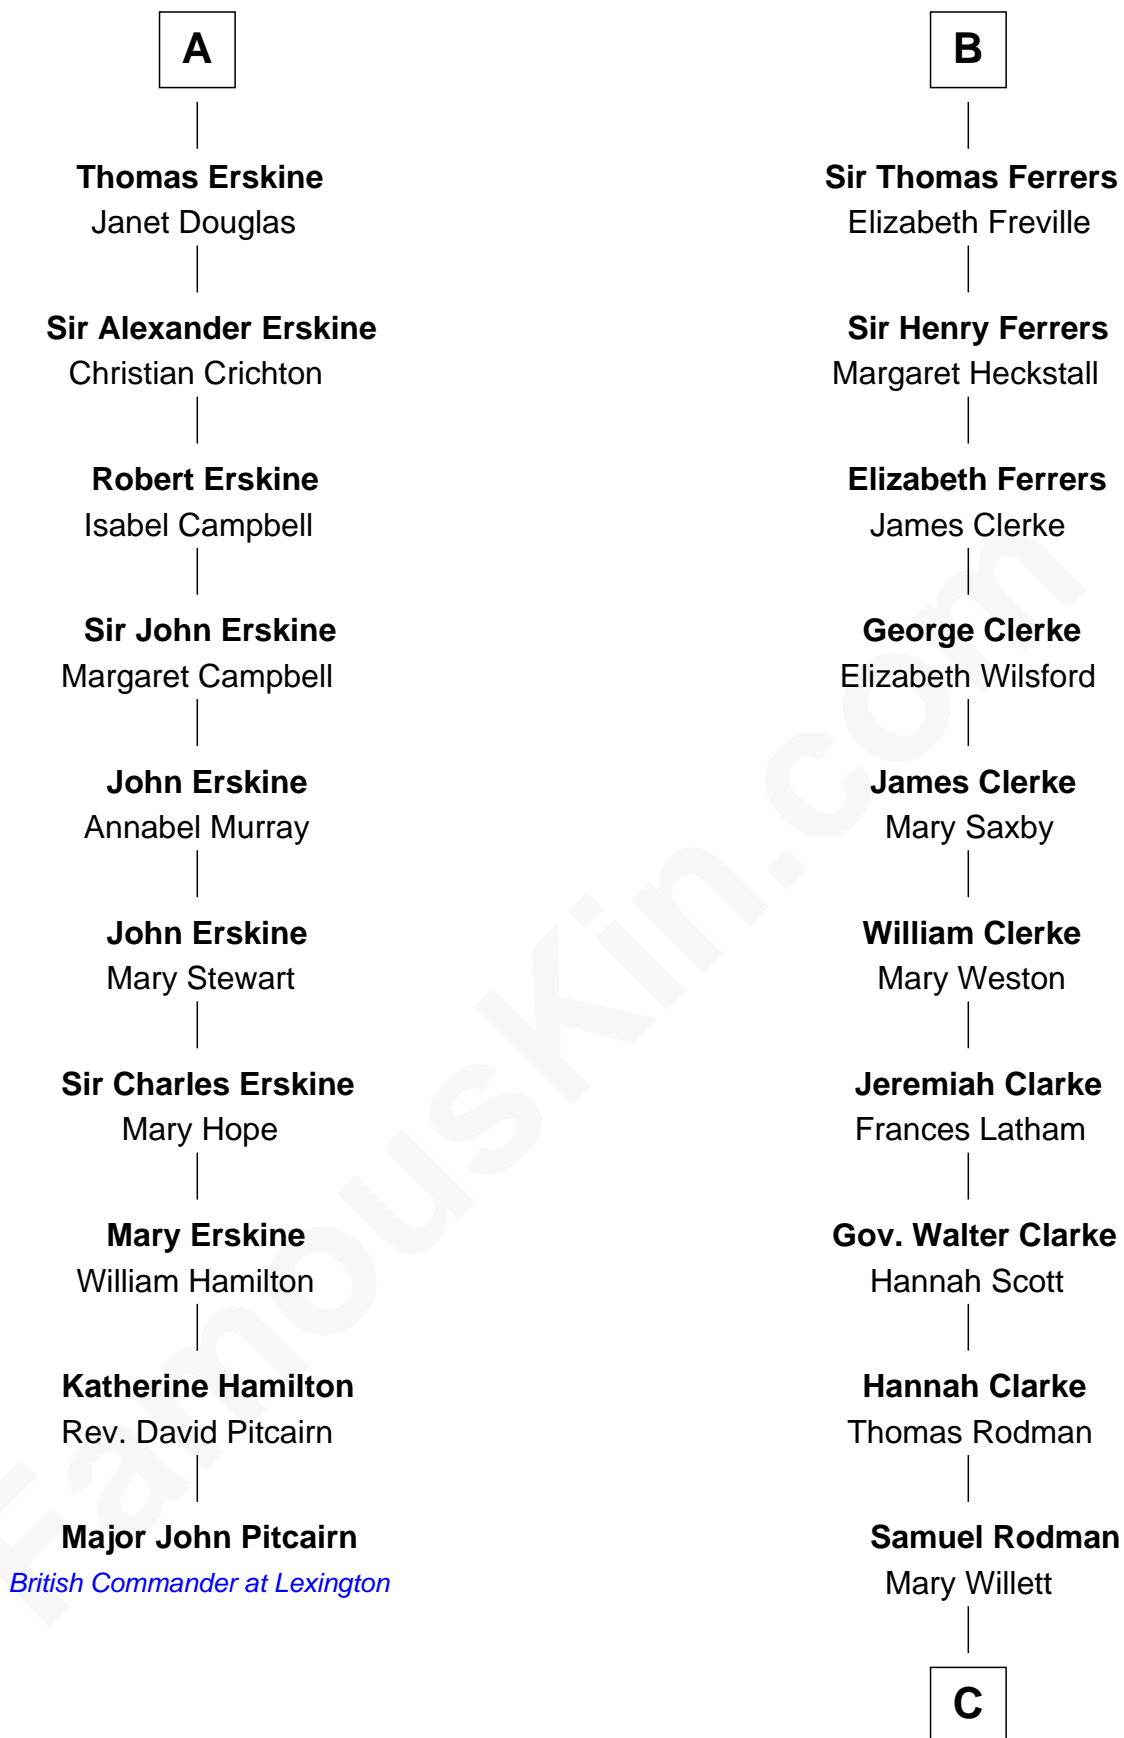 A
Thomas Erskine
Janet Douglas
Sir Alexander Erskine
Christian Crichton
Robert Erskine
Isabel Campbell
Sir John Erskine
Margaret Campbell
John Erskine
Annabel Murray
John Erskine
Mary Stewart
Sir Charles Erskine
Mary Hope
Mary Erskine
William Hamilton
Katherine Hamilton
Rev. David Pitcairn
Major John Pitcairn
British Commander at Lexington
B
Sir Thomas Ferrers
Elizabeth Freville
Sir Henry Ferrers
Margaret Heckstall
Elizabeth Ferrers
James Clerke
George Clerke
Elizabeth Wilsford
James Clerke
Mary Saxby
William Clerke
Mary Weston
Jeremiah Clarke
Frances Latham
Gov. Walter Clarke
Hannah Scott
Hannah Clarke
Thomas Rodman
Samuel Rodman
Mary Willett
C
FamousKin.com